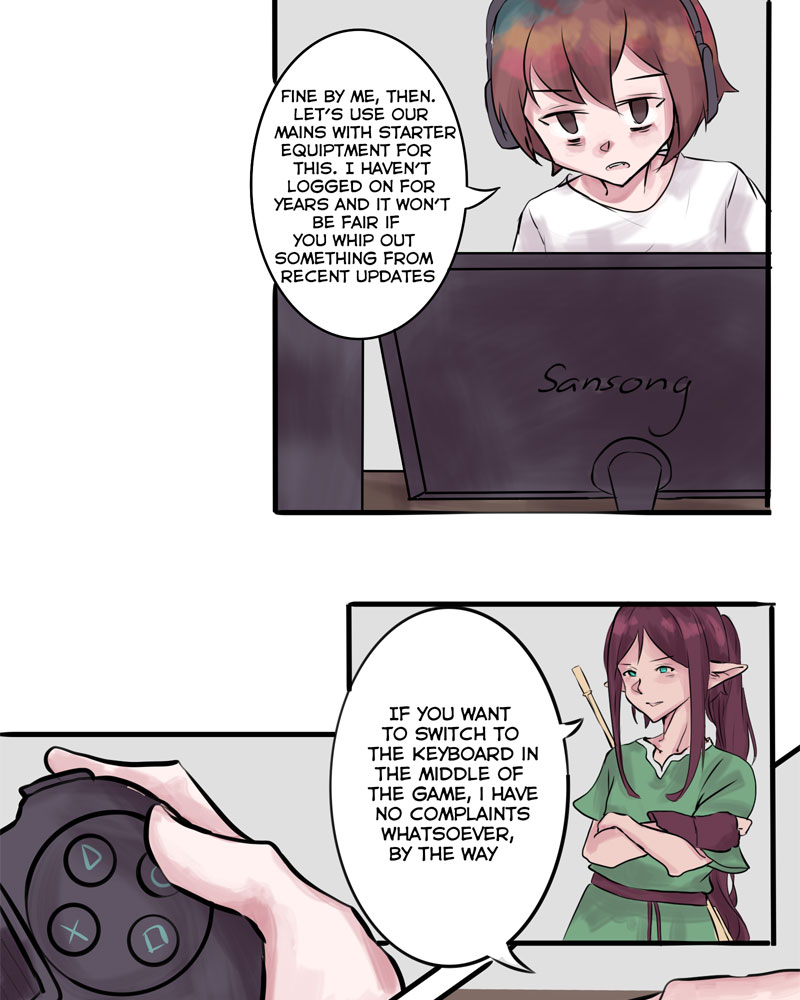 FINE BY ME, THEN.
LET'S USE OUR
MAINS WITH STARTER
EQUIPTMENT FOR
THIS. I HAVEN'T
LOGGED ON FOR
YEARS AND IT WON'T
BE FAIR IF
YOU WHIP OUT
SOMETHING FROM
RECENT UPDATES
Sansong
IF YOU WANT
TO SWITCH TO
THE KEYBOARD IN
THE MIDDLE OF
THE GAME, I HAVE
NO COMPLAINTS
WHATSOEVER,
BY THE WAY